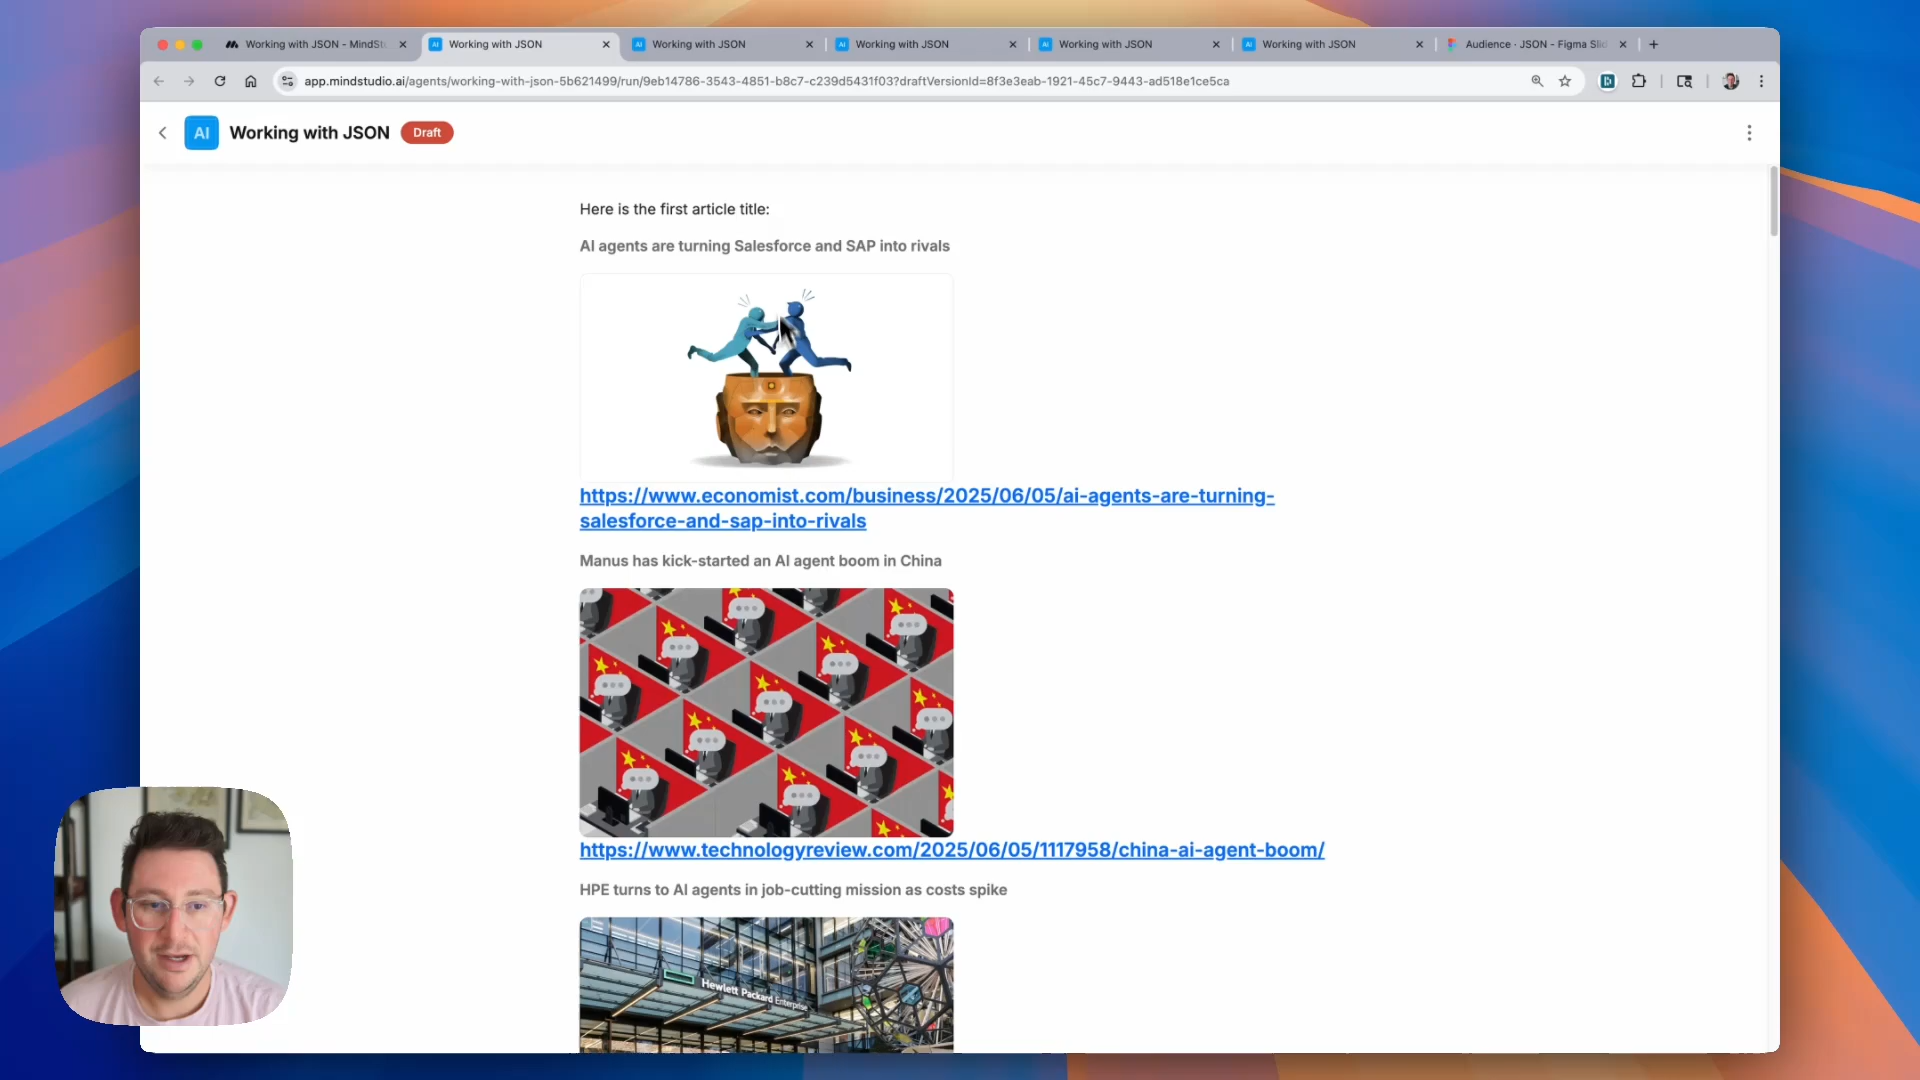 Working with JSON - MindSt
Working with JSON
Working with JSON
Working with JSON
Working with JSON
Working with JSON
Audience · JSON - Figma Slid
app.mindstudio.ai/agents/working-with-json-5b621499/run/9eb14786-3543-4851-b8c7-c239d5431f03?draftVersionId=8f3e3eab-1921-45c7-9443-ad518e1ce5ca
AI Working with JSON Draft
Here is the first article title:
AI agents are turning Salesforce and SAP into rivals
https://www.economist.com/business/2025/06/05/ai-agents-are-turning-
salesforce-and-sap-into-rivals
Manus has kick-started an AI agent boom in China
https://www.technologyreview.com/2025/06/05/1117958/china-ai-agent-boom/
HPE turns to AI agents in job-cutting mission as costs spike
Hewlett Packard Enterprise